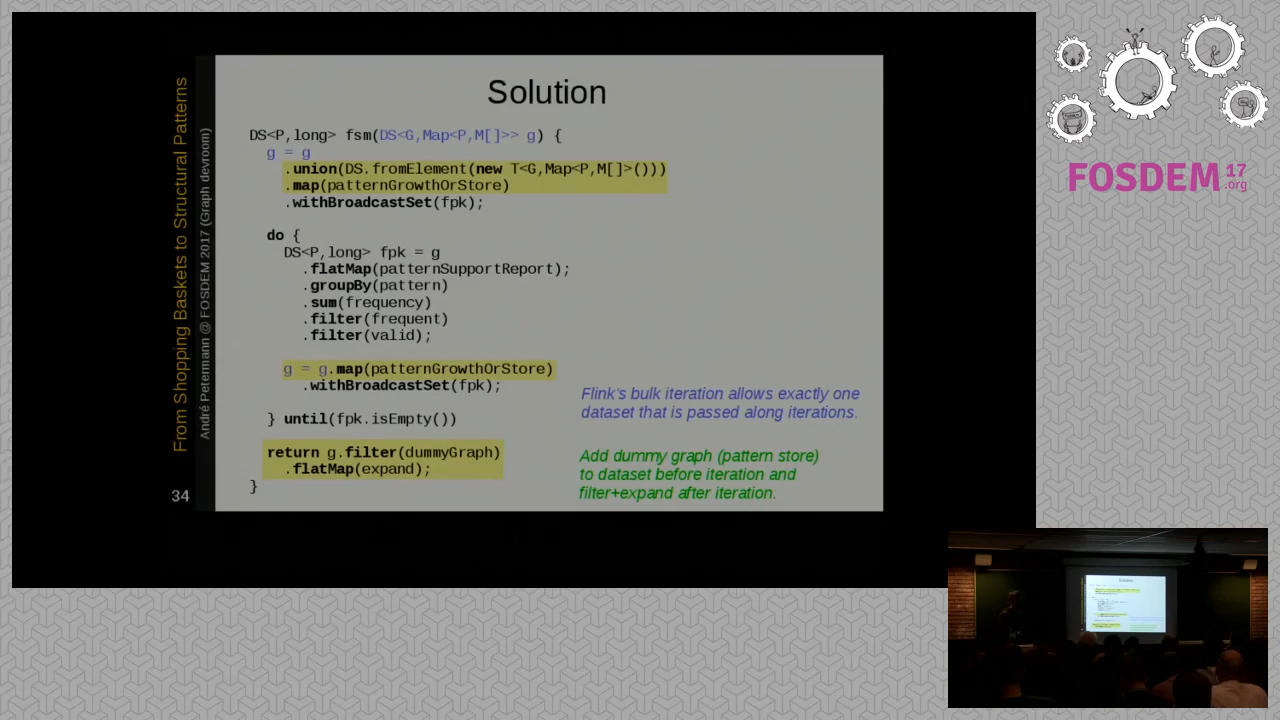 From Shopping Baskets to Structural Patterns
André Petermann @ FOSDEM 2017 (Graph devroom)
34
Solution
DS<P,long> fsm(DS<G,Map<P,M[]>> g) {
g = g
.union(DS.fromElement(new T<G,Map<P,M[]>()))
.map(patternGrowthOrStore)
.withBroadcastSet(fpk);
do {
DS<P,long> fpk = g
.flatMap(patternSupportReport);
.groupBy(pattern)
.sum(frequency)
.filter(frequent)
.filter(valid);
g = g.map(patternGrowthOrStore)
.withBroadcastSet(fpk);
} until(fpk.isEmpty())
return g.filter(dummyGraph)
.flatMap(expand);
}
Flink's bulk iteration allows exactly one
dataset that is passed along iterations.
Add dummy graph (pattern store)
to dataset before iteration and
filter+expand after iteration.
FOSDEM 17
.org
Solution